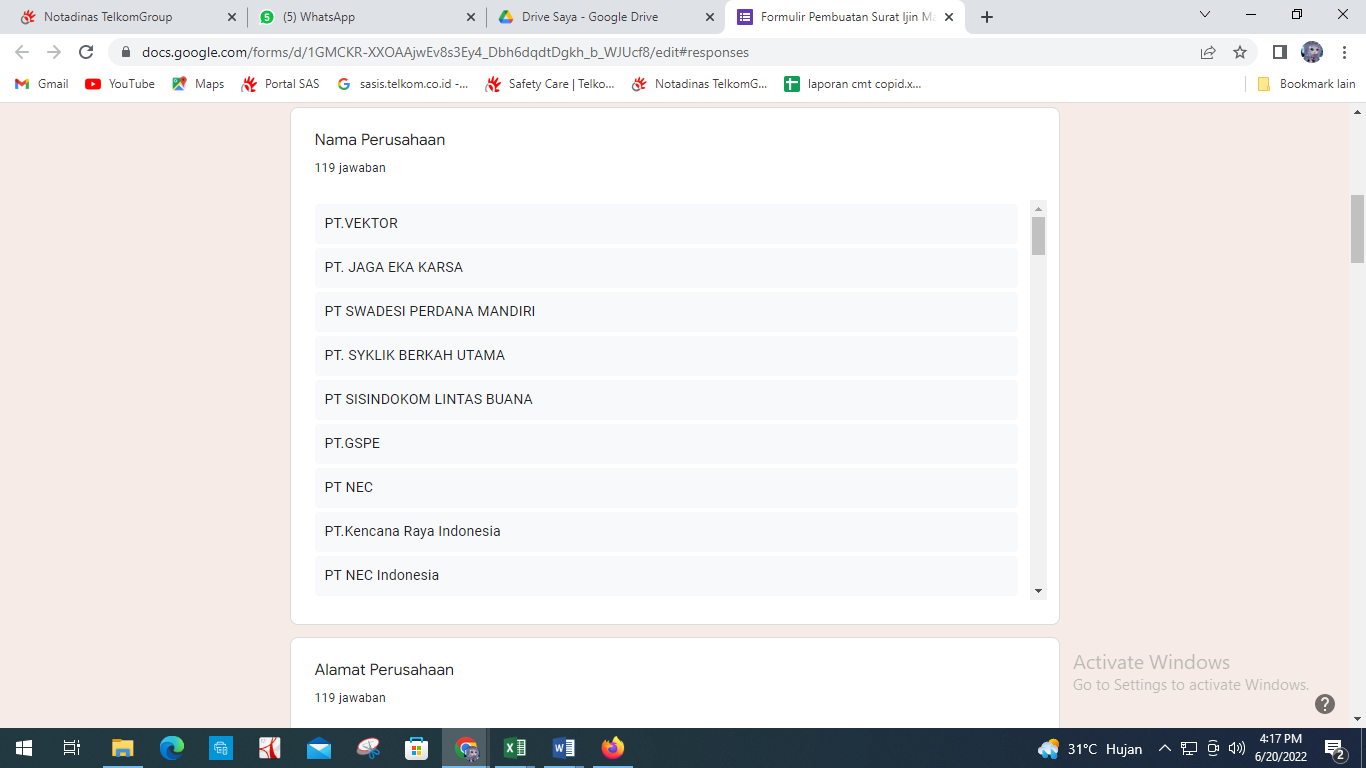 Notadinas TelkomGroup
(5) WhatsApp
Drive Saya - Google Drive
Formulir Pembuatan Surat Ijin Ma
docs.google.com/forms/d/1GMCKR-XXOAAjwEv8s3Ey4_Dbh6dqdtDgkh_b_WJUcf8/edit#responses
Gmail
YouTube
Maps
Portal SAS
sasis.telkom.co.id -...
Safety Care | Telko...
Notadinas TelkomG...
laporan cmt copid.x...
Bookmark lain
Nama Perusahaan
119 jawaban
PT.VEKTOR
PT. JAGA EKA KARSA
PT SWADESI PERDANA MANDIRI
PT. SYKLIK BERKAH UTAMA
PT SISINDOKOM LINTAS BUANA
PT.GSPE
PT NEC
PT.Kencana Raya Indonesia
PT NEC Indonesia
Alamat Perusahaan
119 jawaban
Activate Windows
Go to Settings to activate Windows.
31°C Hujan
4:17 PM
6/20/2022
2